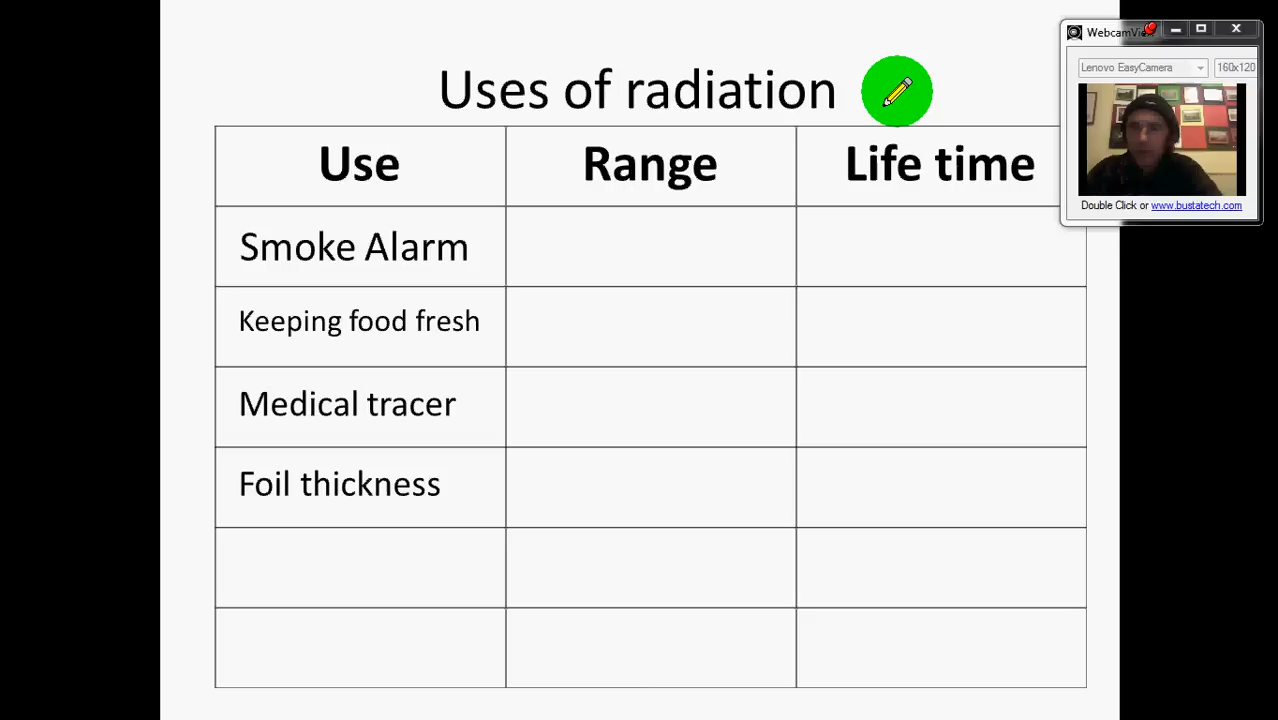 Uses of radiation
WebcamVi
Lenovo EasyCamera 160x120
Use Range Life time
Double Click or www.bustatech.com
Smoke Alarm
Keeping food fresh
Medical tracer
Foil thickness